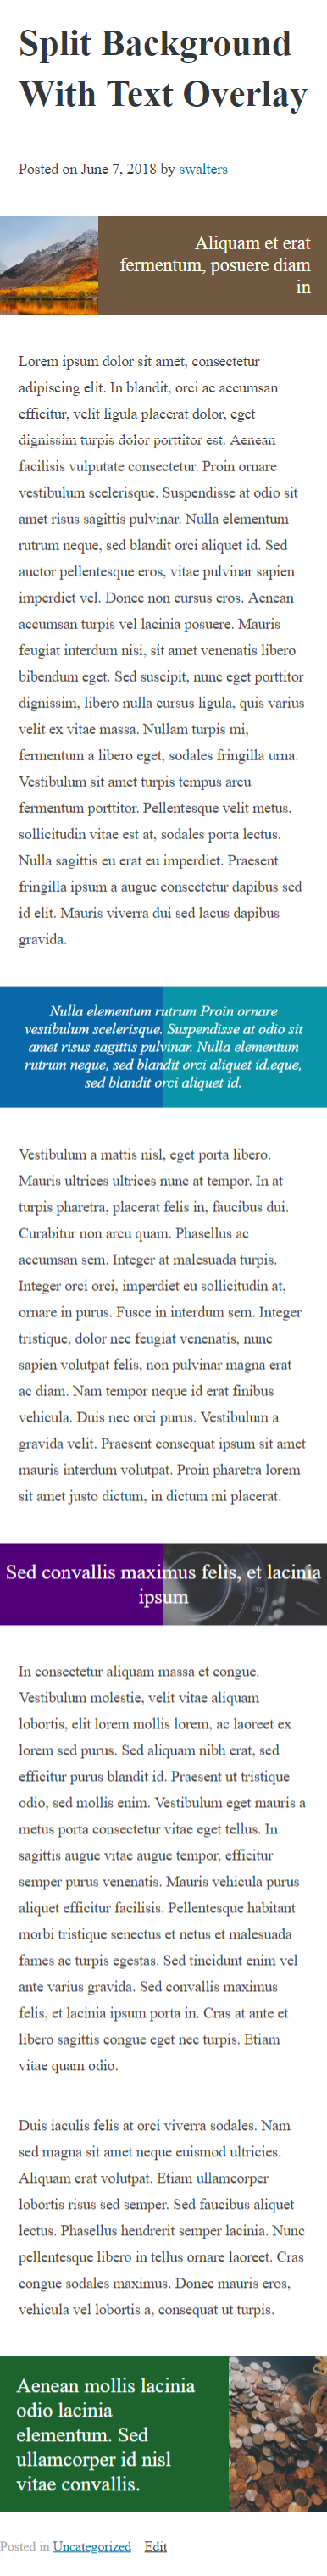 Split Background
With Text Overlay
Posted on June 7, 2018 by swalters
Aliquam et erat
fermentum, posuere diam
in
Lorem ipsum dolor sit amet, consectetur
adipiscing elit. In blandit, orci ac accumsan
efficitur, velit ligula placerat dolor, eget
dignissim turpis dolor porttitor est. Aenean
facilisis vulputate consectetur. Proin ornare
vestibulum scelerisque. Suspendisse at odio sit
amet risus sagittis pulvinar. Nulla elementum
rutrum neque, sed blandit orci aliquet id. Sed
auctor pellentesque eros, vitae pulvinar sapien
imperdiet vel. Donec non cursus eros. Aenean
accumsan turpis vel lacinia posuere. Mauris
feugiat interdum nisi, sit amet venenatis libero
bibendum eget. Sed suscipit, nunc eget porttitor
dignissim, libero nulla cursus ligula, quis varius
velit ex vitae massa. Nullam turpis mi,
fermentum a libero eget, sodales fringilla urna.
Vestibulum sit amet turpis tempus arcu
fermentum porttitor. Pellentesque velit metus,
sollicitudin vitae est at, sodales porta lectus.
Nulla sagittis eu erat eu imperdiet. Praesent
fringilla ipsum a augue consectetur dapibus sed
id elit. Mauris viverra dui sed lacus dapibus
gravida.
Nulla elementum rutrum Proin ornare
vestibulum scelerisque. Suspendisse at odio sit
amet risus sagittis pulvinar. Nulla elementum
rutrum neque, sed blandit orci aliquet id.eque,
sed blandit orci aliquet id.
Vestibulum a mattis nisl, eget porta libero.
Mauris ultrices ultrices nunc at tempor. In at
turpis pharetra, placerat felis in, faucibus dui.
Curabitur non arcu quam. Phasellus ac
accumsan sem. Integer at malesuada turpis.
Integer orci orci, imperdiet eu sollicitudin at,
ornare in purus. Fusce in interdum sem. Integer
tristique, dolor nec feugiat venenatis, nunc
sapien volutpat felis, non pulvinar magna erat
ac diam. Nam tempor neque id erat finibus
vehicula. Duis nec orci purus. Vestibulum a
gravida velit. Praesent consequat ipsum sit amet
mauris interdum volutpat. Proin pharetra lorem
sit amet justo dictum, in dictum mi placerat.
Sed convallis maximus felis, et lacinia
ipsum
In consectetur aliquam massa et congue.
Vestibulum molestie, velit vitae aliquam
lobortis, elit lorem mollis lorem, ac laoreet ex
lorem sed purus. Sed aliquam nibh erat, sed
efficitur purus blandit id. Praesent ut tristique
odio, sed mollis enim. Vestibulum eget mauris a
metus porta consectetur vitae eget tellus. In
sagittis augue vitae augue tempor, efficitur
semper purus venenatis. Mauris vehicula purus
aliquet efficitur facilisis. Pellentesque habitant
morbi tristique senectus et netus et malesuada
fames ac turpis egestas. Sed tincidunt enim vel
ante varius gravida. Sed convallis maximus
felis, et lacinia ipsum porta in. Cras at ante et
libero sagittis congue eget nec turpis. Etiam
vitae quam odio.
Duis iaculis felis at orci viverra sodales. Nam
sed magna sit amet neque euismod ultricies.
Aliquam erat volutpat. Etiam ullamcorper
lobortis risus sed semper. Sed faucibus aliquet
lectus. Phasellus hendrerit semper lacinia. Nunc
pellentesque libero in tellus ornare laoreet. Cras
congue sodales maximus. Donec mauris eros,
vehicula vel lobortis a, consequat ut turpis.
Aenean mollis lacinia
odio lacinia
elementum. Sed
ullamcorper id nisl
vitae convallis.
Posted in Uncategorized Edit